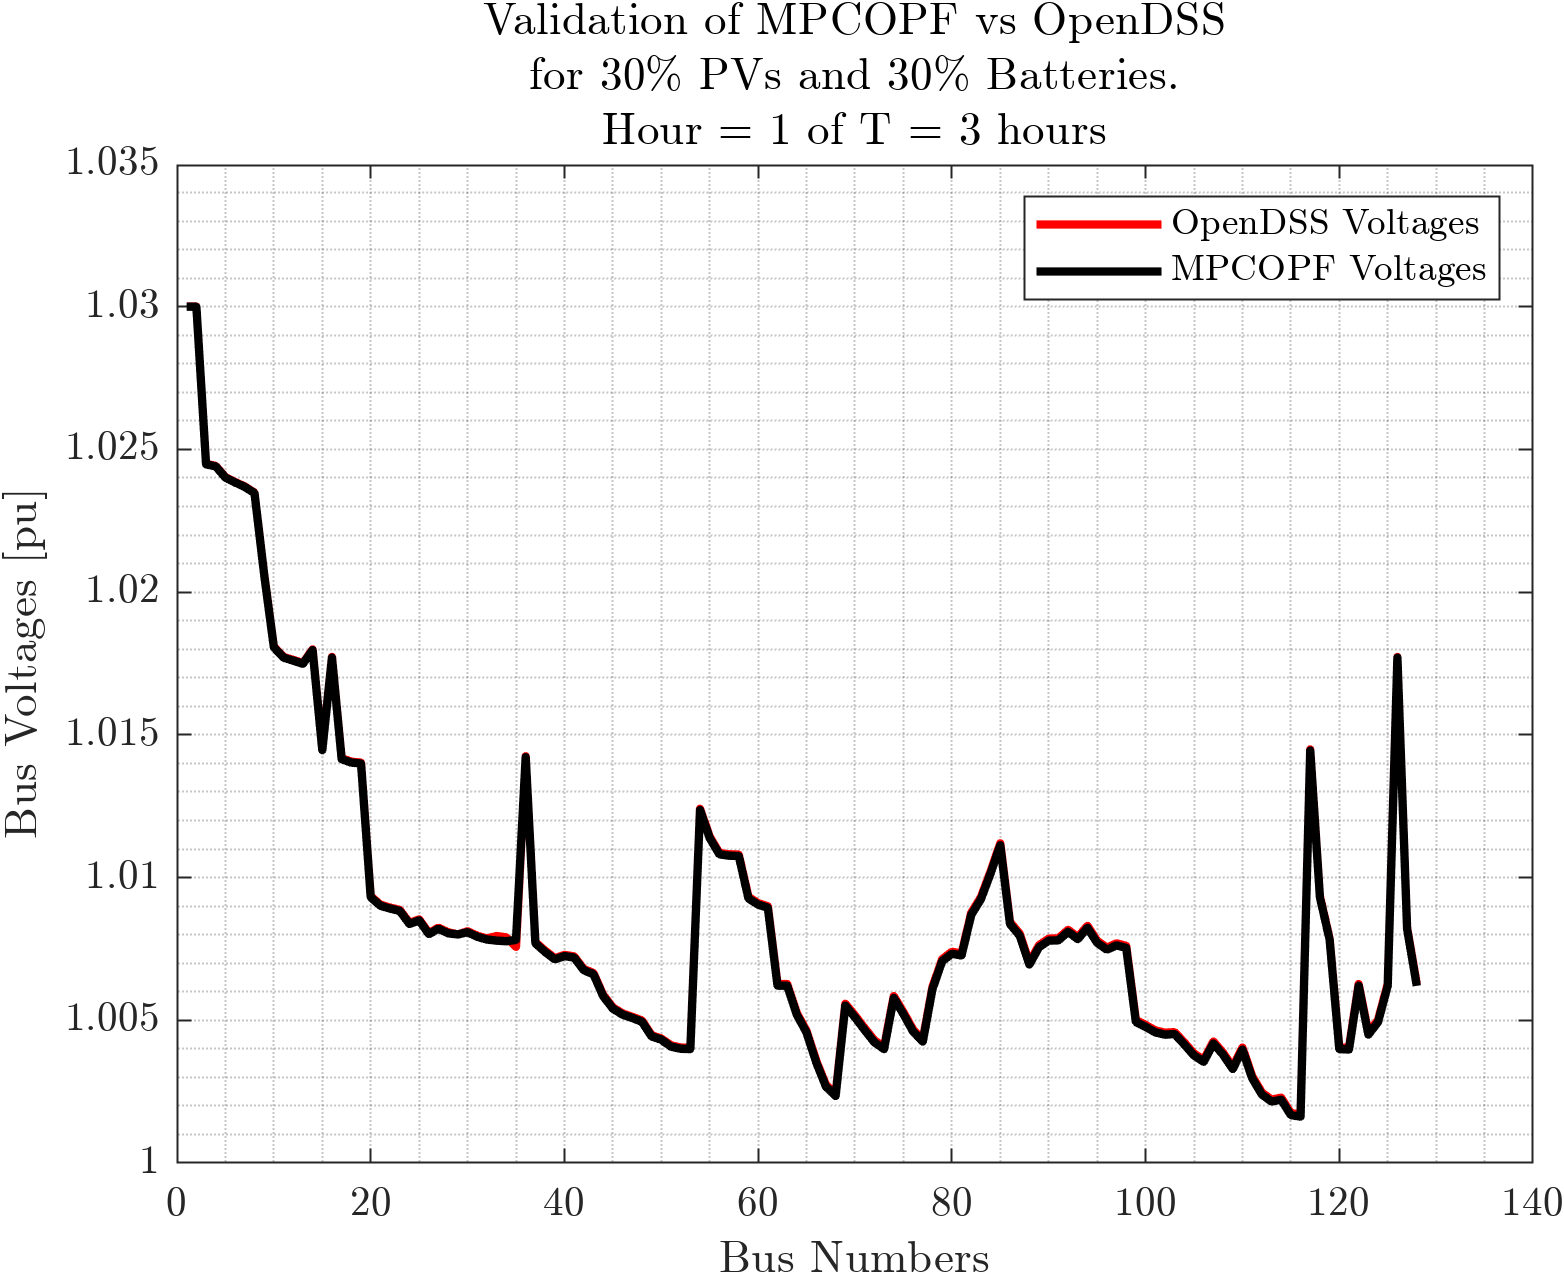 Validation of MPCOPF vs OpenDSS
for 30% PVs and 30% Batteries.
Hour = 1 of T = 3 hours
OpenDSS Voltages
MPCOPF Voltages
Bus Voltages [pu]
1.035
1.03
1.025
1.02
1.015
1.01
1.005
1
0 20 40 60 80 100 120 140
Bus Numbers